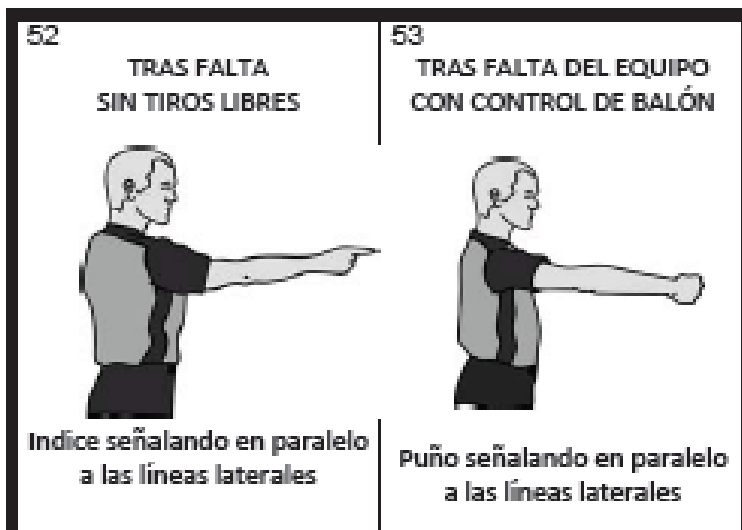 52
TRAS FALTA
SIN TIROS LIBRES
Indice señalando en paralelo
a las líneas laterales
53
TRAS FALTA DEL EQUIPO
CON CONTROL DE BALÓN
Puño señalando en paralelo
a las líneas laterales